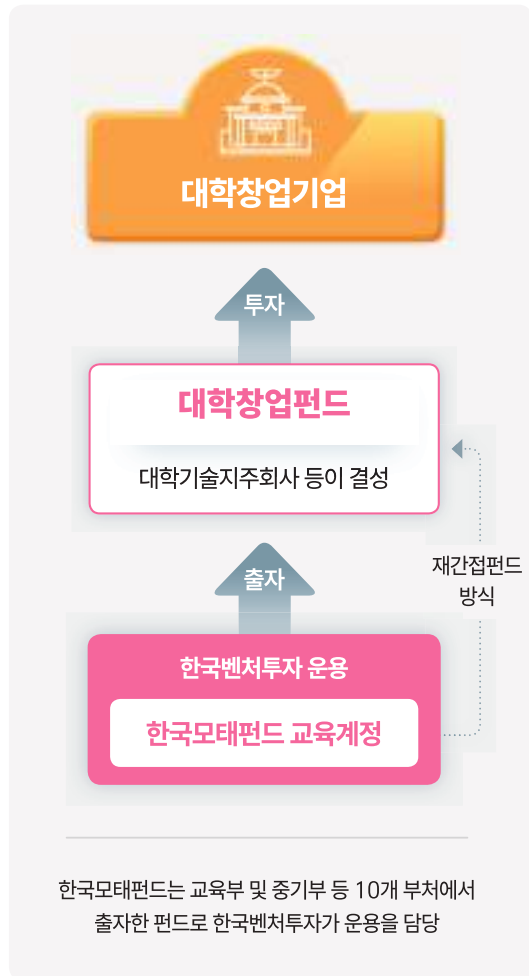 대학창업기업
투자
대학창업펀드
대학기술지주회사 등이 결성
출자
재간접펀드
방식
한국벤처투자 운용
한국모태펀드 교육계정
한국모태펀드는 교육부 및 중기부 등 10개 부처에서
출자한 펀드로 한국벤처투자가 운용을 담당